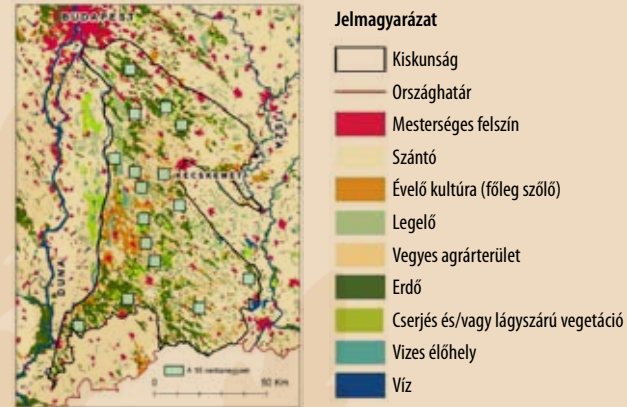 BUDAPEST
TISZA
KECSKEMÉT
DUNA
0
50 Km
Jelmagyarázat
Kiskunság
Országhatár
Mesterséges felszín
Szántó
Évelő kultúra (főleg szőlő)
Legelő
Vegyes agrárterület
Erdő
Cserjés és/vagy lágyszárú vegetáció
Vizes élőhely
Víz